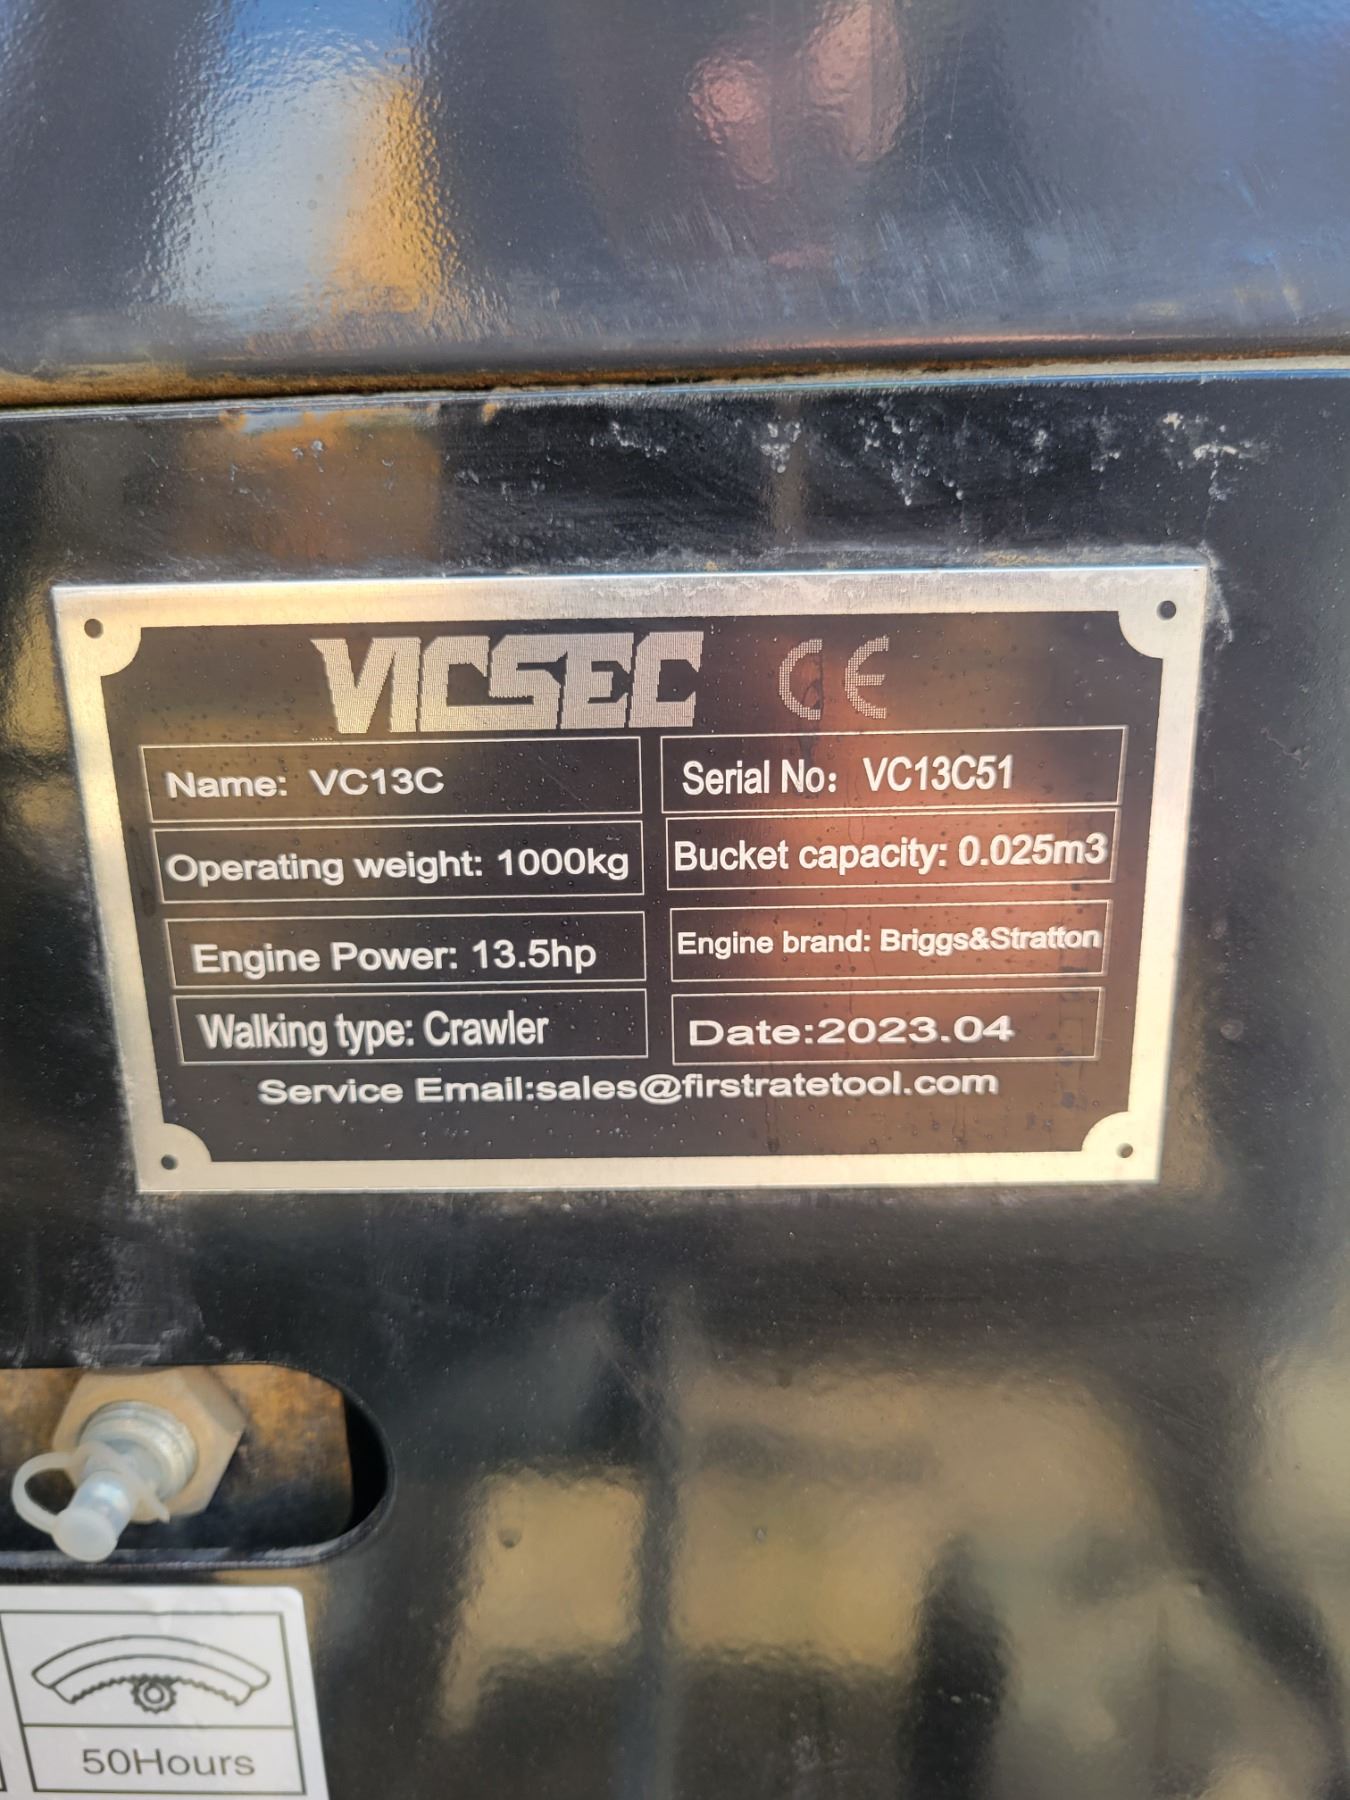 VICSEC CE
Name: VC13C
Serial No: VC13C51
Operating weight: 1000kg
Bucket capacity: 0.025m3
Engine Power: 13.5hp
Engine brand: Briggs&Stratton
Walking type: Crawler
Date:2023.04
Service Email:sales@firstratetool.com
50Hours